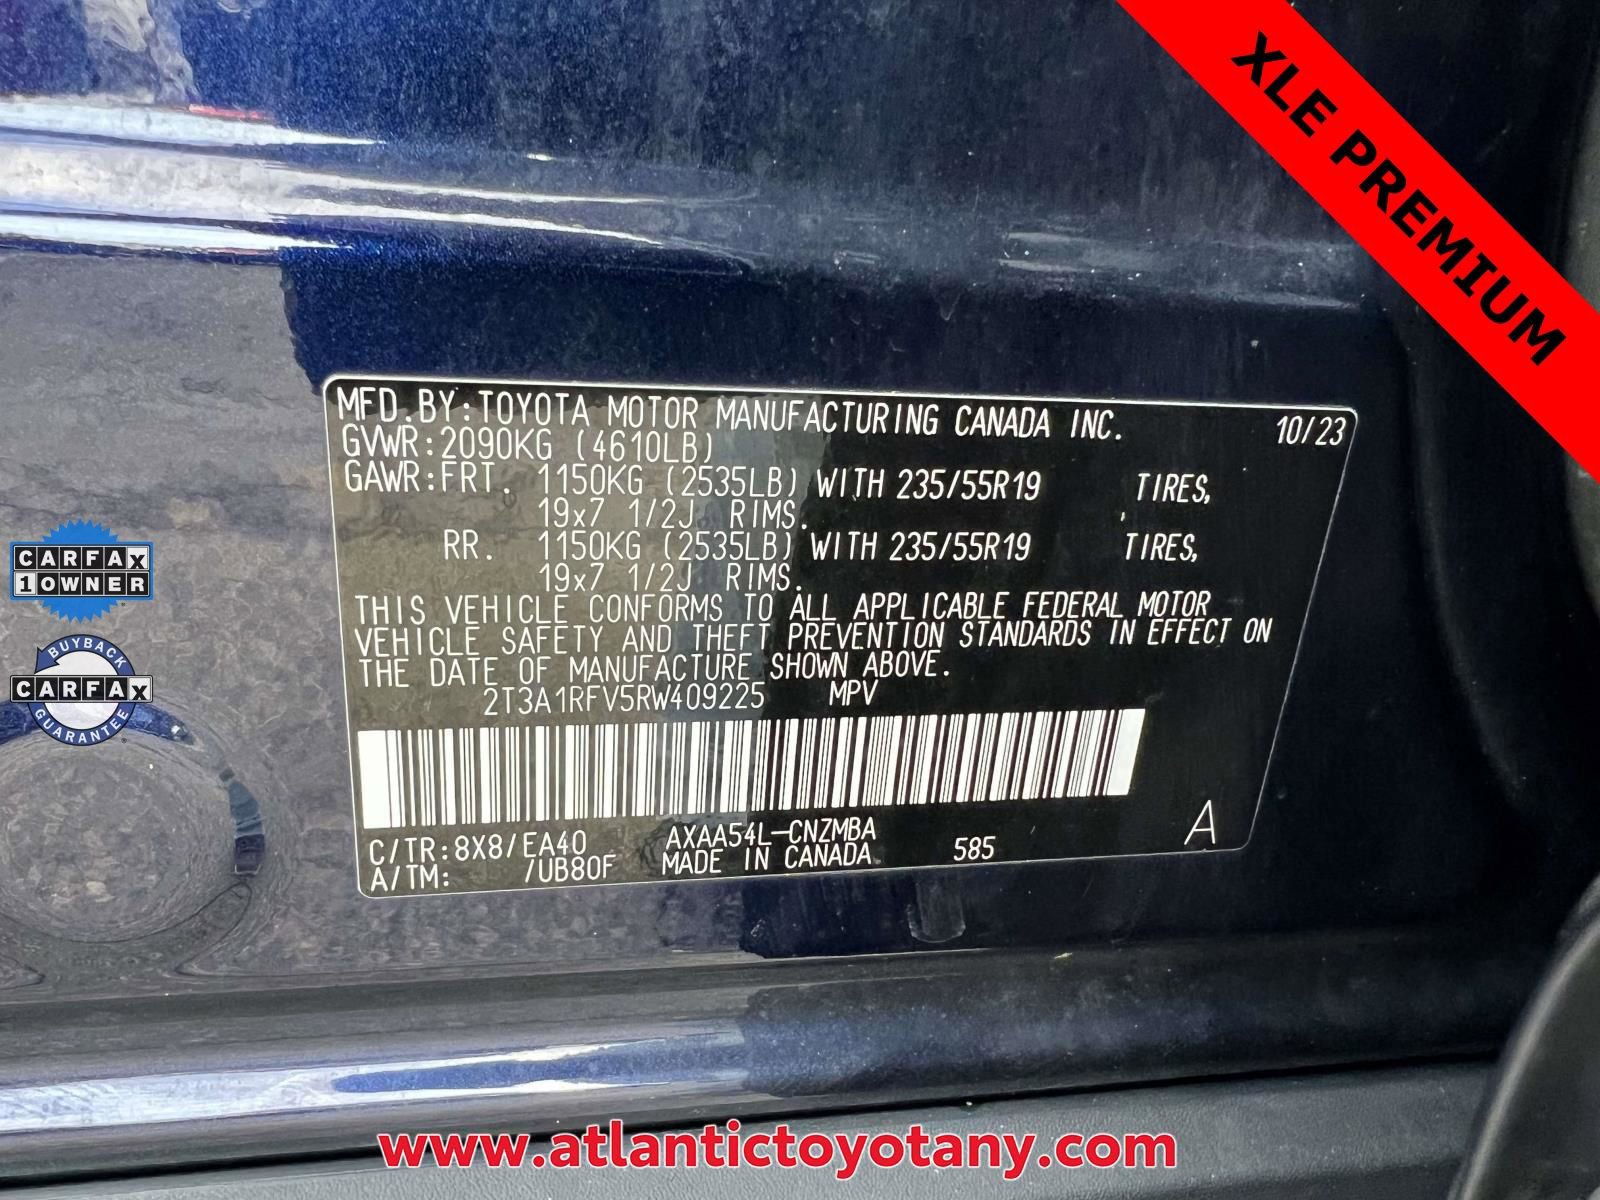 XLE PREMIUM
MFD.BY:TOYOTA MOTOR MANUFACTURING CANADA INC. 10/23
GVWR:2090KG (4610LB)
GAWR:FRT. 1150KG (2535LB) WITH 235/55R19 TIRES,
19x7 1/2J RIMS.
RR. 1150KG (2535LB) WITH 235/55R19 TIRES,
19x7 1/2J RIMS.
THIS VEHICLE CONFORMS TO ALL APPLICABLE FEDERAL MOTOR
VEHICLE SAFETY AND THEFT PREVENTION STANDARDS IN EFFECT ON
THE DATE OF MANUFACTURE SHOWN ABOVE.
2T3A1RFV5RW409225 MPV
C/TR:8X8/EA40 AXAA54L-CNZMBA 585 A
A/TM: /UB80F MADE IN CANADA
CARFAX
1 OWNER
BUYBACK
CARFAX
GUARANTEE
www.atlantictoyotany.com